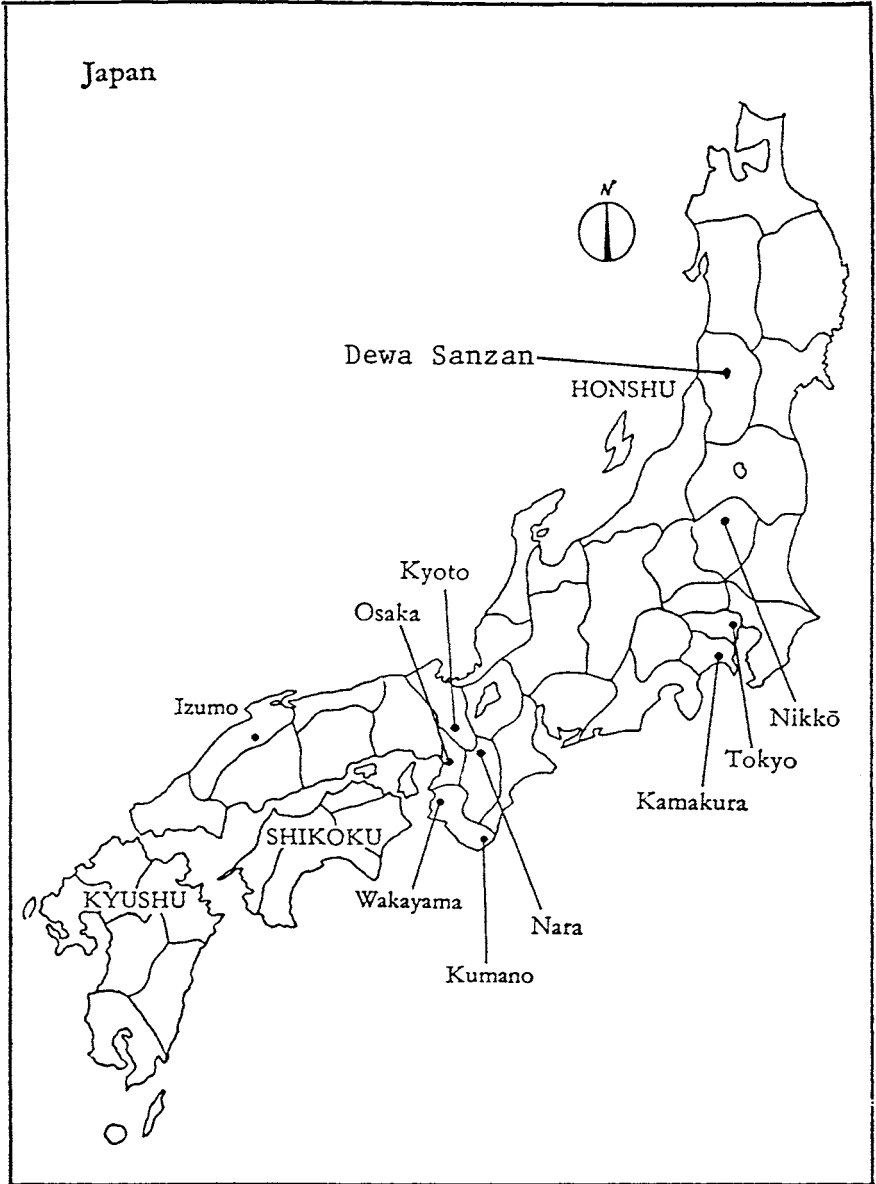 Japan
N
Dewa Sanzan
HONSHU
Kyoto
Osaka
Izumo
Nikkō
Tokyo
Kamakura
SHIKOKU
KYUSHU
Wakayama
Nara
Kumano